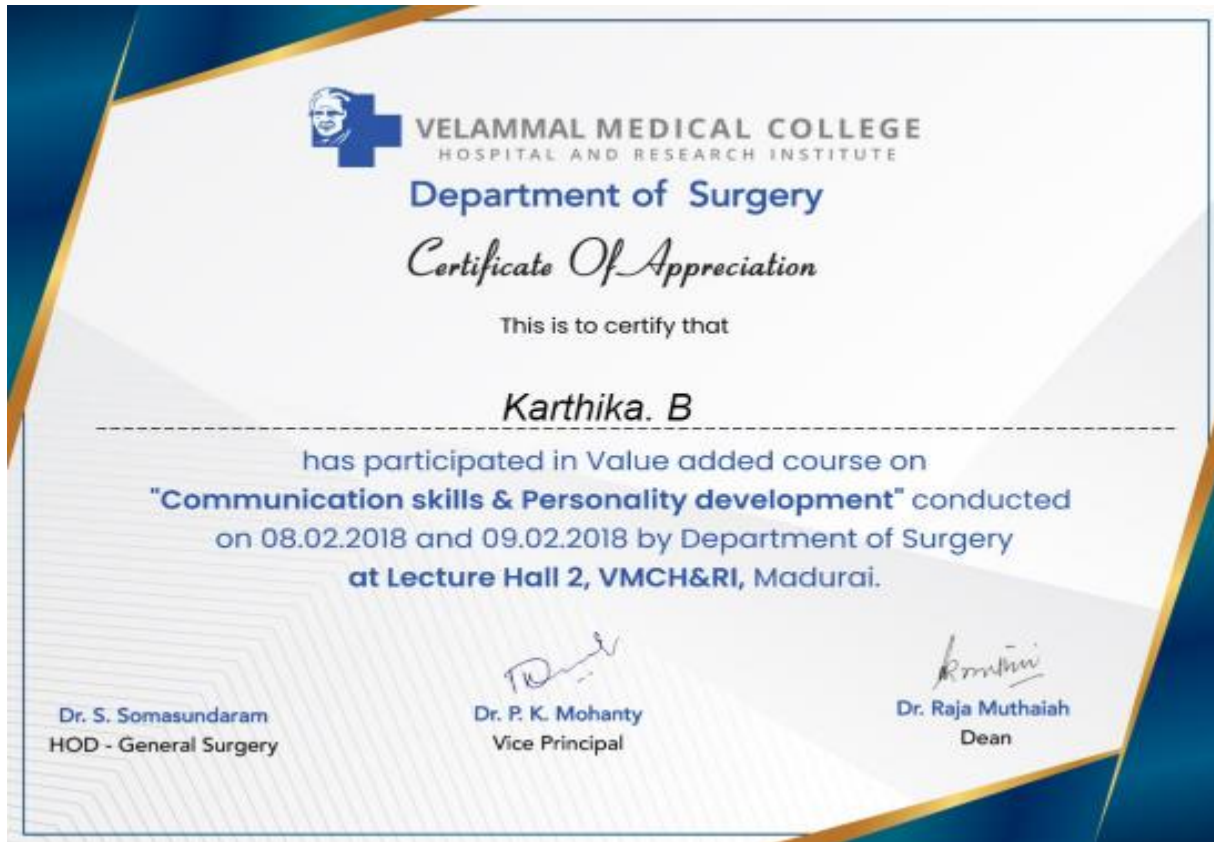 VELAMMAL MEDICAL COLLEGE
HOSPITAL AND RESEARCH INSTITUTE
Department of Surgery
Certificate Of Appreciation
This is to certify that
Karthika. B
has participated in Value added course on
"Communication skills & Personality development" conducted
on 08.02.2018 and 09.02.2018 by Department of Surgery
at Lecture Hall 2, VMCH&RI, Madurai.
Dr. S. Somasundaram
HOD - General Surgery
Dr. P. K. Mohanty
Vice Principal
Dr. Raja Muthaiah
Dean